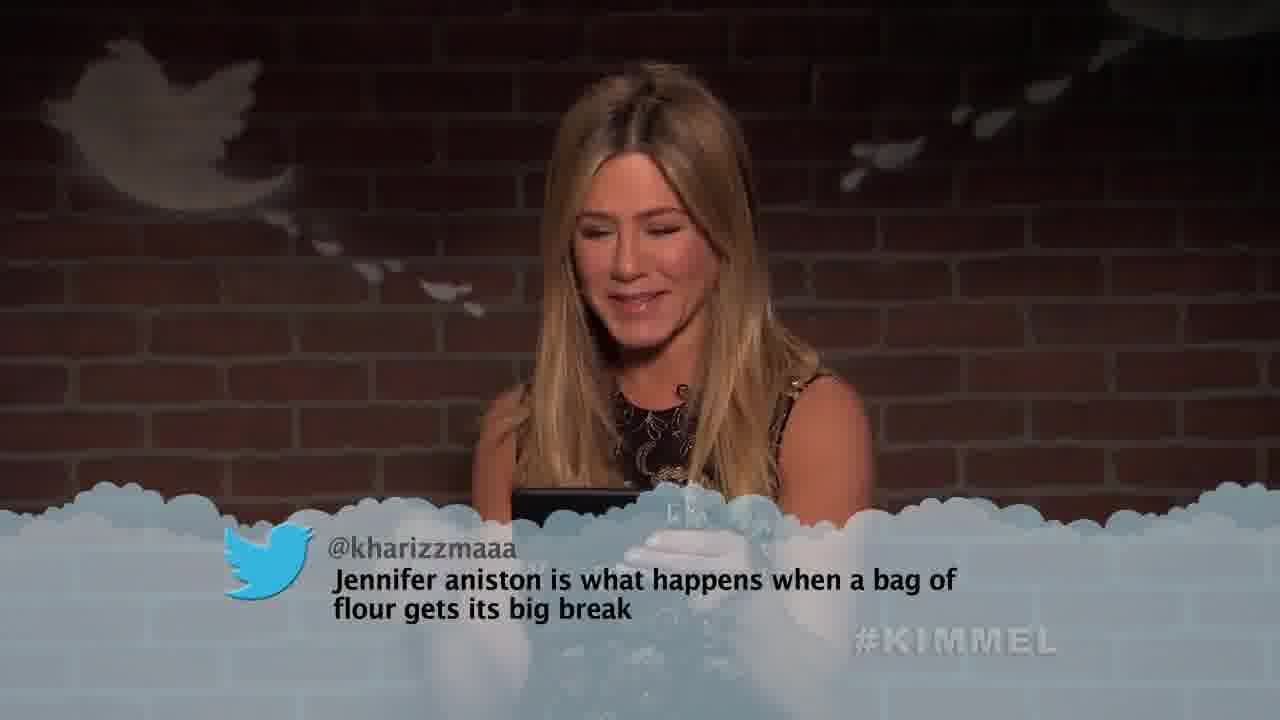 @kharizzmaaa
Jennifer aniston is what happens when a bag of
flour gets its big break
#KIMMEL